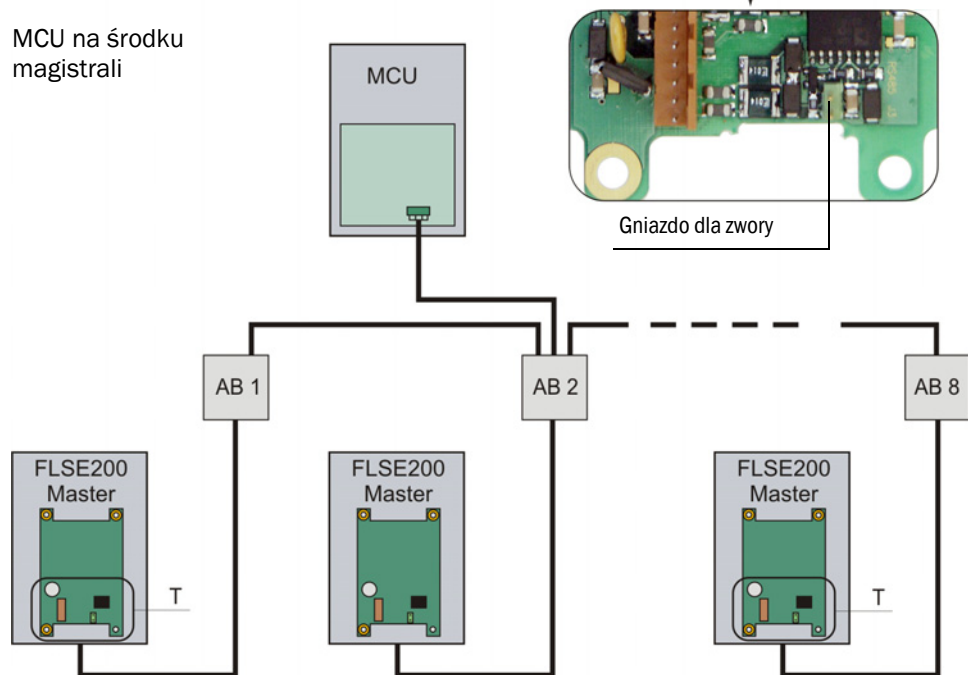 MCU na środku
magistrali
MCU
Gniazdo dla zwory
AB 1
AB 2
AB 8
FLSE200
Master
T
FLSE200
Master
FLSE200
Master
T